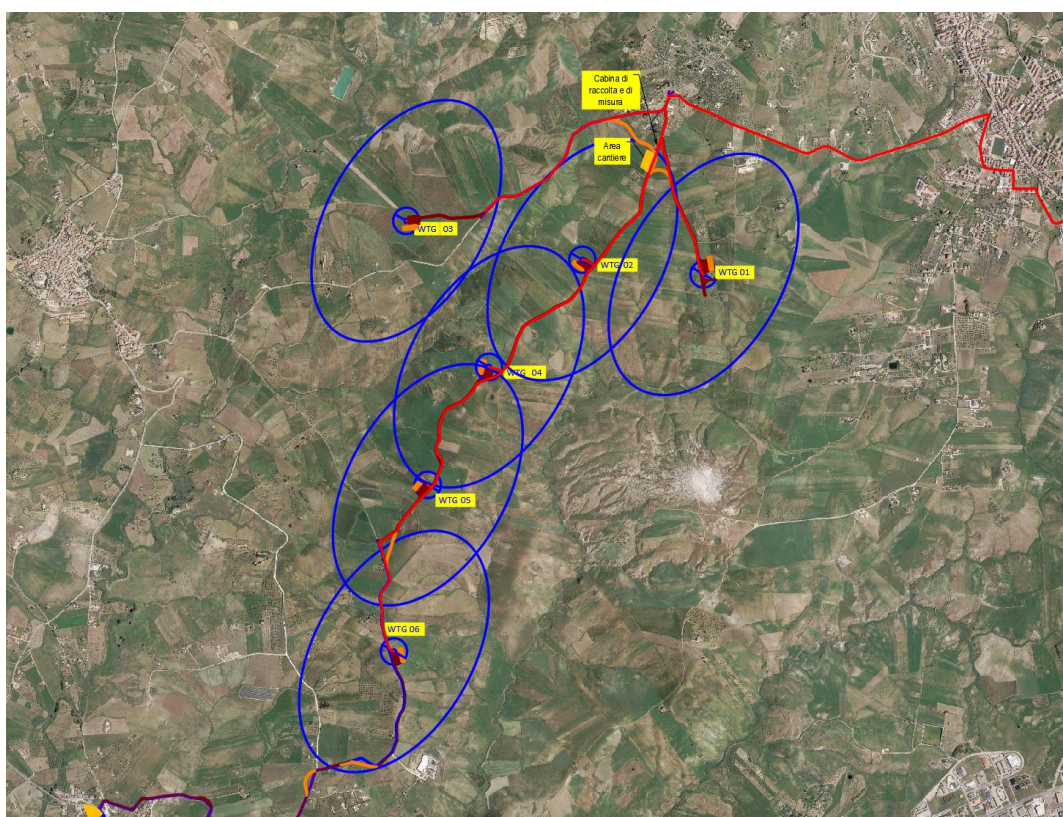 Cabina di
raccolta e di
misura
Area
cantiere
WTG 03
WTG 02
WTG 01
WTG 04
WTG 05
WTG 06